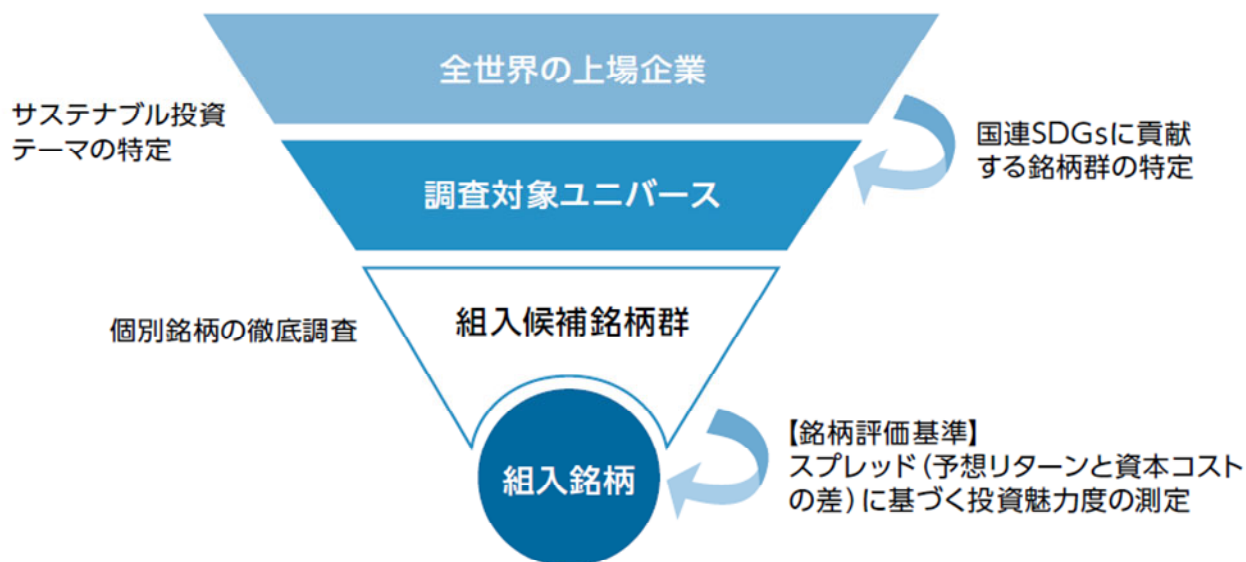 全世界の上場企業
サステナブル投資
テーマの特定
国連SDGsに貢献
する銘柄群の特定
調査対象ユニバース
組入候補銘柄群
個別銘柄の徹底調査
【銘柄評価基準】
スプレッド(予想リターンと資本コスト
の差)に基づく投資魅力度の測定
組入銘柄